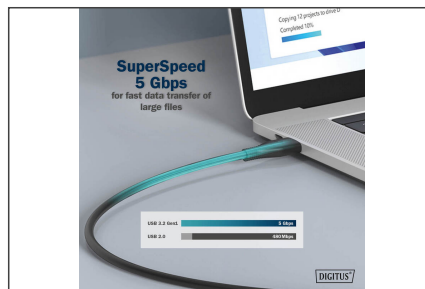 Copying 12 projects to drive D
Completed 10%
SuperSpeed
5 Gbps
for fast data transfer of
large files
USB 3.2 Gen1
5 Gbps
USB 2.0
480 Mbps
DIGITUS